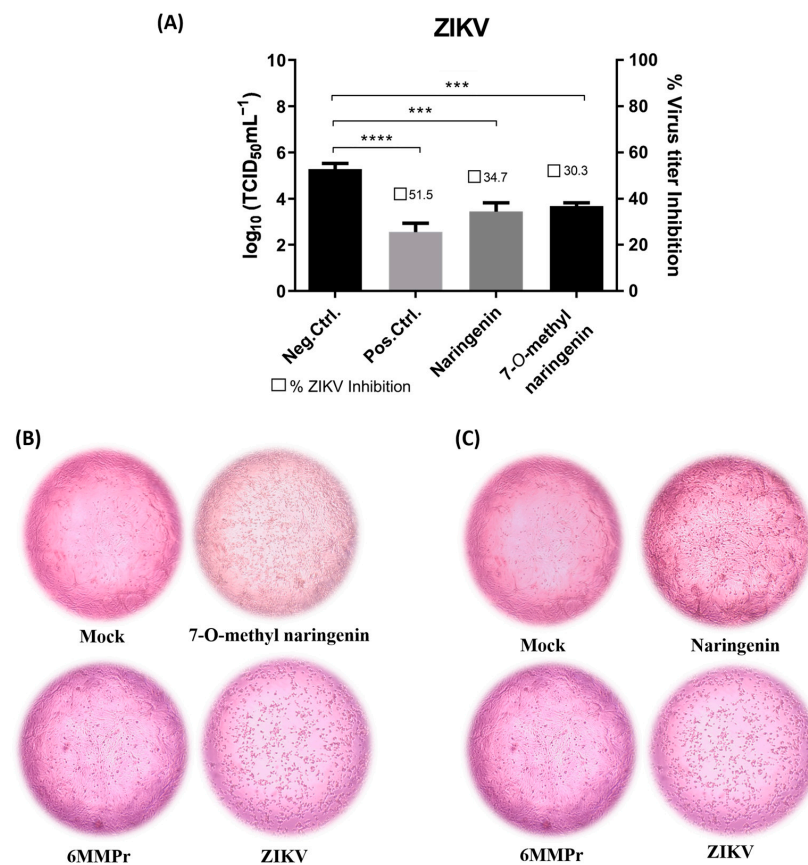 (A)
ZIKV
log₁₀ (TCID₅₀mL⁻¹)
10
8
6
4
2
0
% Virus titer Inhibition
100
80
60
40
20
0
***
***
****
51.5
34.7
30.3
Neg.Ctrl.
Pos.Ctrl.
Naringenin
7-O-methyl
naringenin
% ZIKV Inhibition
(B)
Mock
7-O-methyl naringenin
6MMPr
ZIKV
(C)
Mock
Naringenin
6MMPr
ZIKV